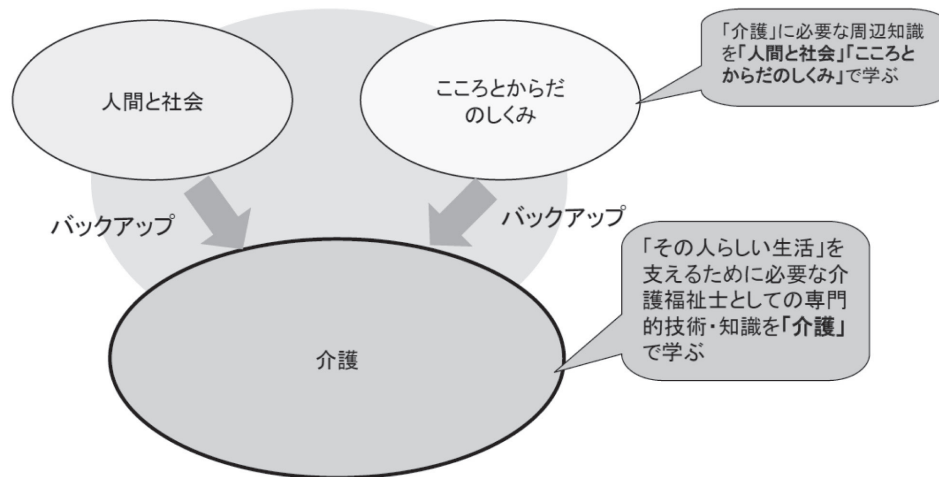 「介護」に必要な周辺知識
を「人間と社会」「こころと
からだのしくみ」で学ぶ
人間と社会
こころとからだ
のしくみ
バックアップ
バックアップ
「その人らしい生活」を
支えるために必要な介
護福祉士としての専門
的技術・知識を「介護」
で学ぶ
介護